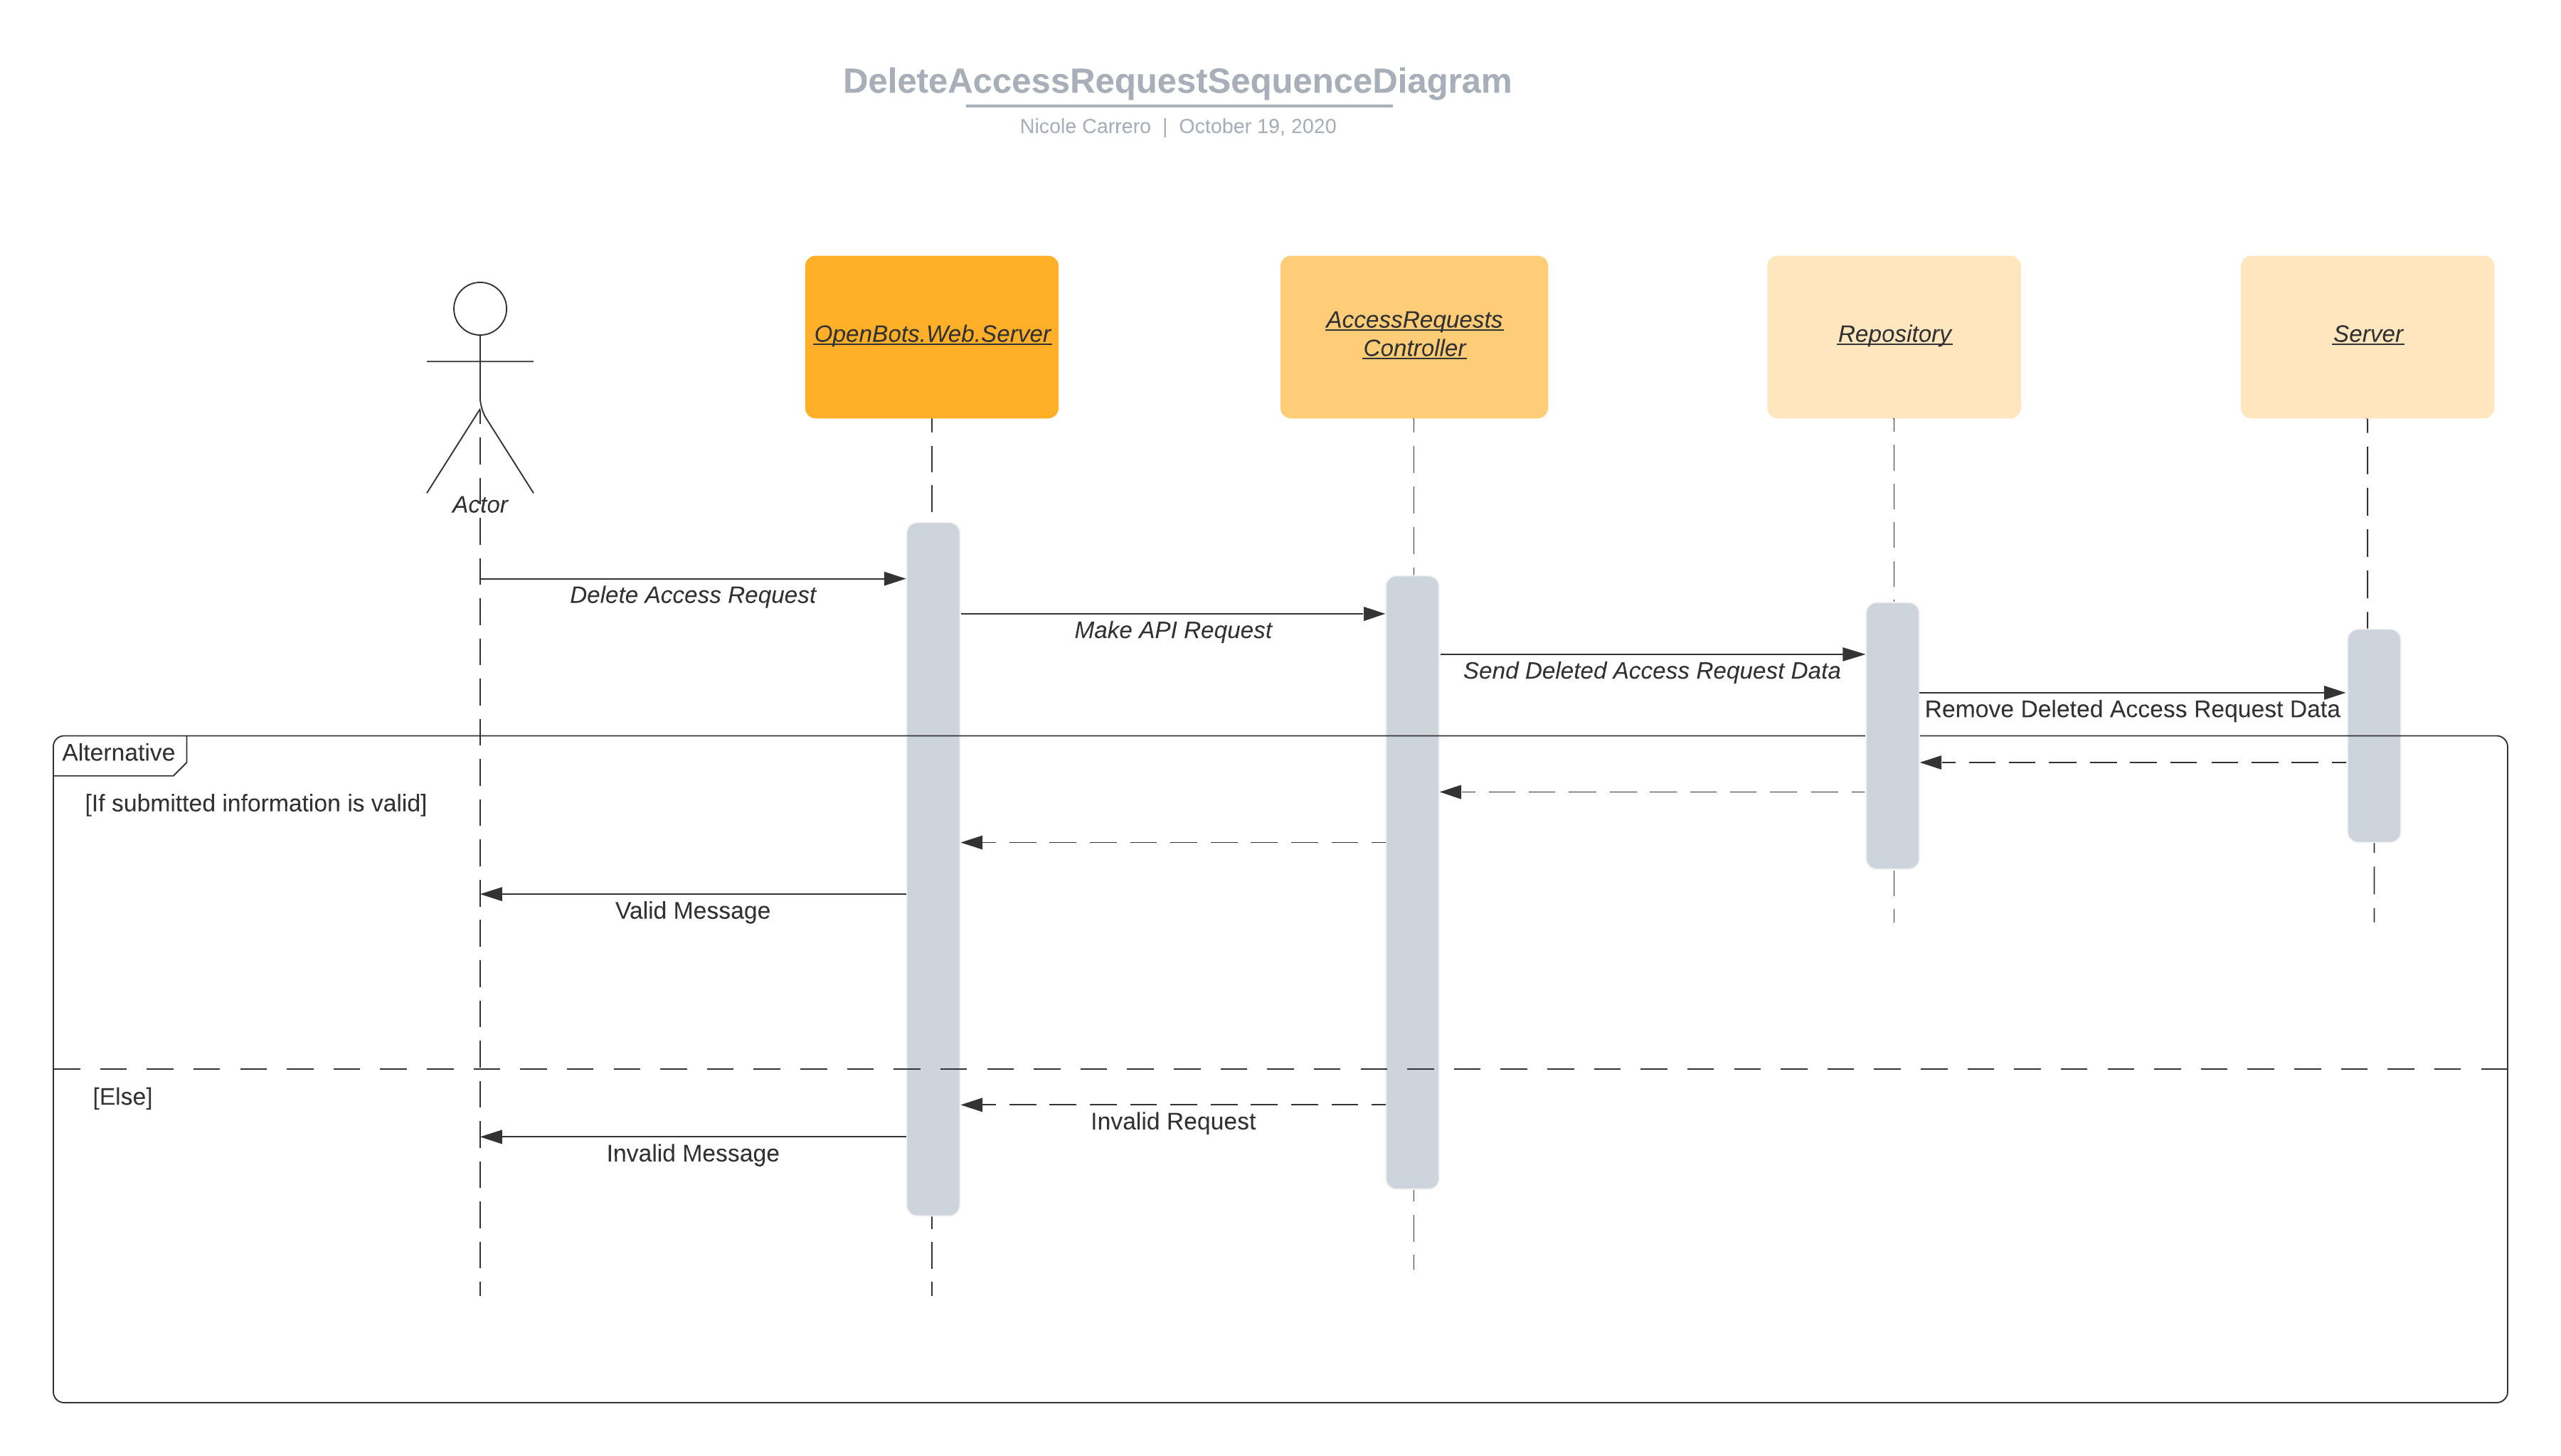 DeleteAccessRequestSequenceDiagram
Nicole Carrero | October 19, 2020
OpenBots.Web.Server
AccessRequests
Controller
Repository
Server
Actor
Delete Access Request
Make API Request
Send Deleted Access Request Data
Remove Deleted Access Request Data
Alternative
[If submitted information is valid]
Valid Message
[Else]
Invalid Request
Invalid Message